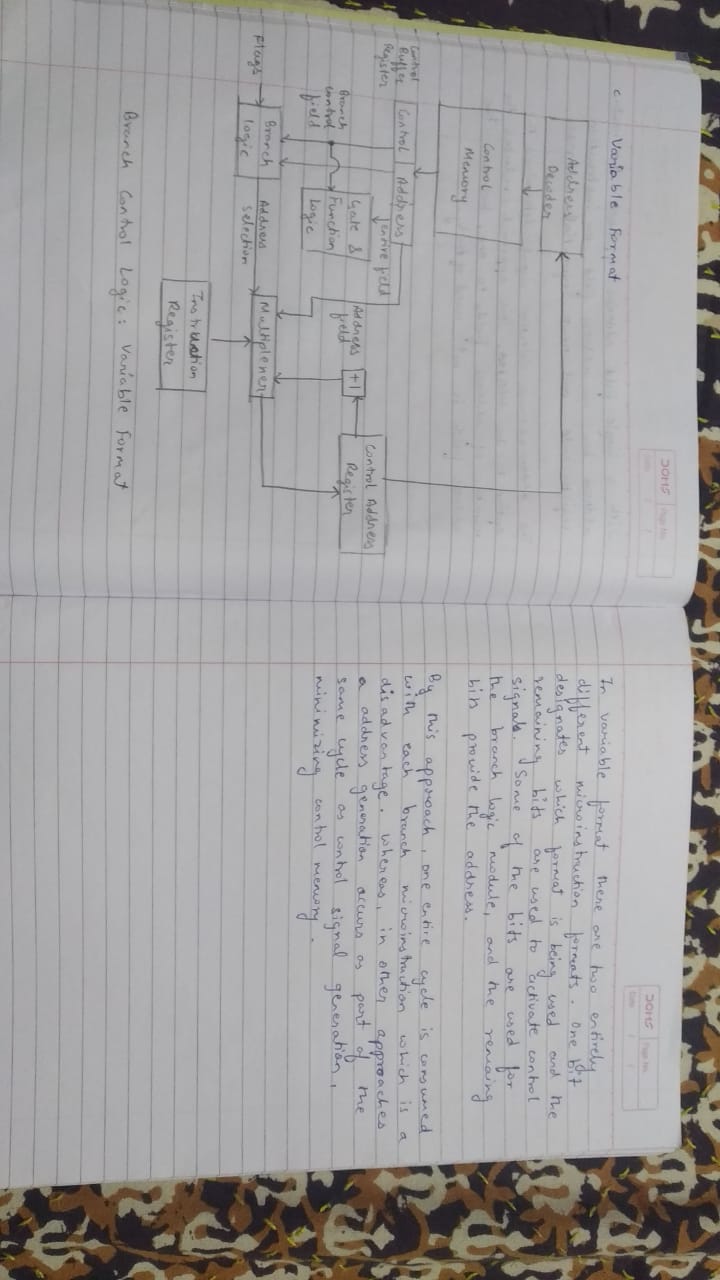 JOMS
Page No.
Date / /
c Variable Format
Address
Decoder
Control
Memory
Control
Buffer
Register
Control
Address
entire field
Gate &
Function
Logic
Branch
control
field
Address
field
+1
Control Address
Register
Flags
Branch
logic
Address
selection
Multiplener
Instruction
Register
Branch Control Logic: Variable Format
JOMS
Page No.
Date / /
In variable format there are two entirely
different microinstruction formats. One bit
designates which format is being used and the
remaining bits are used to activate control
signals. Some of the bits are used for
the branch logic module, and the remaing
bits provide the address.
By this approach, one entire cycle is consumed
with each branch microinstruction which is a
disadvantage. Whereas, in other approaches
a address generation occurs as part of the
same cycle as control signal generation,
minimizing control memory.